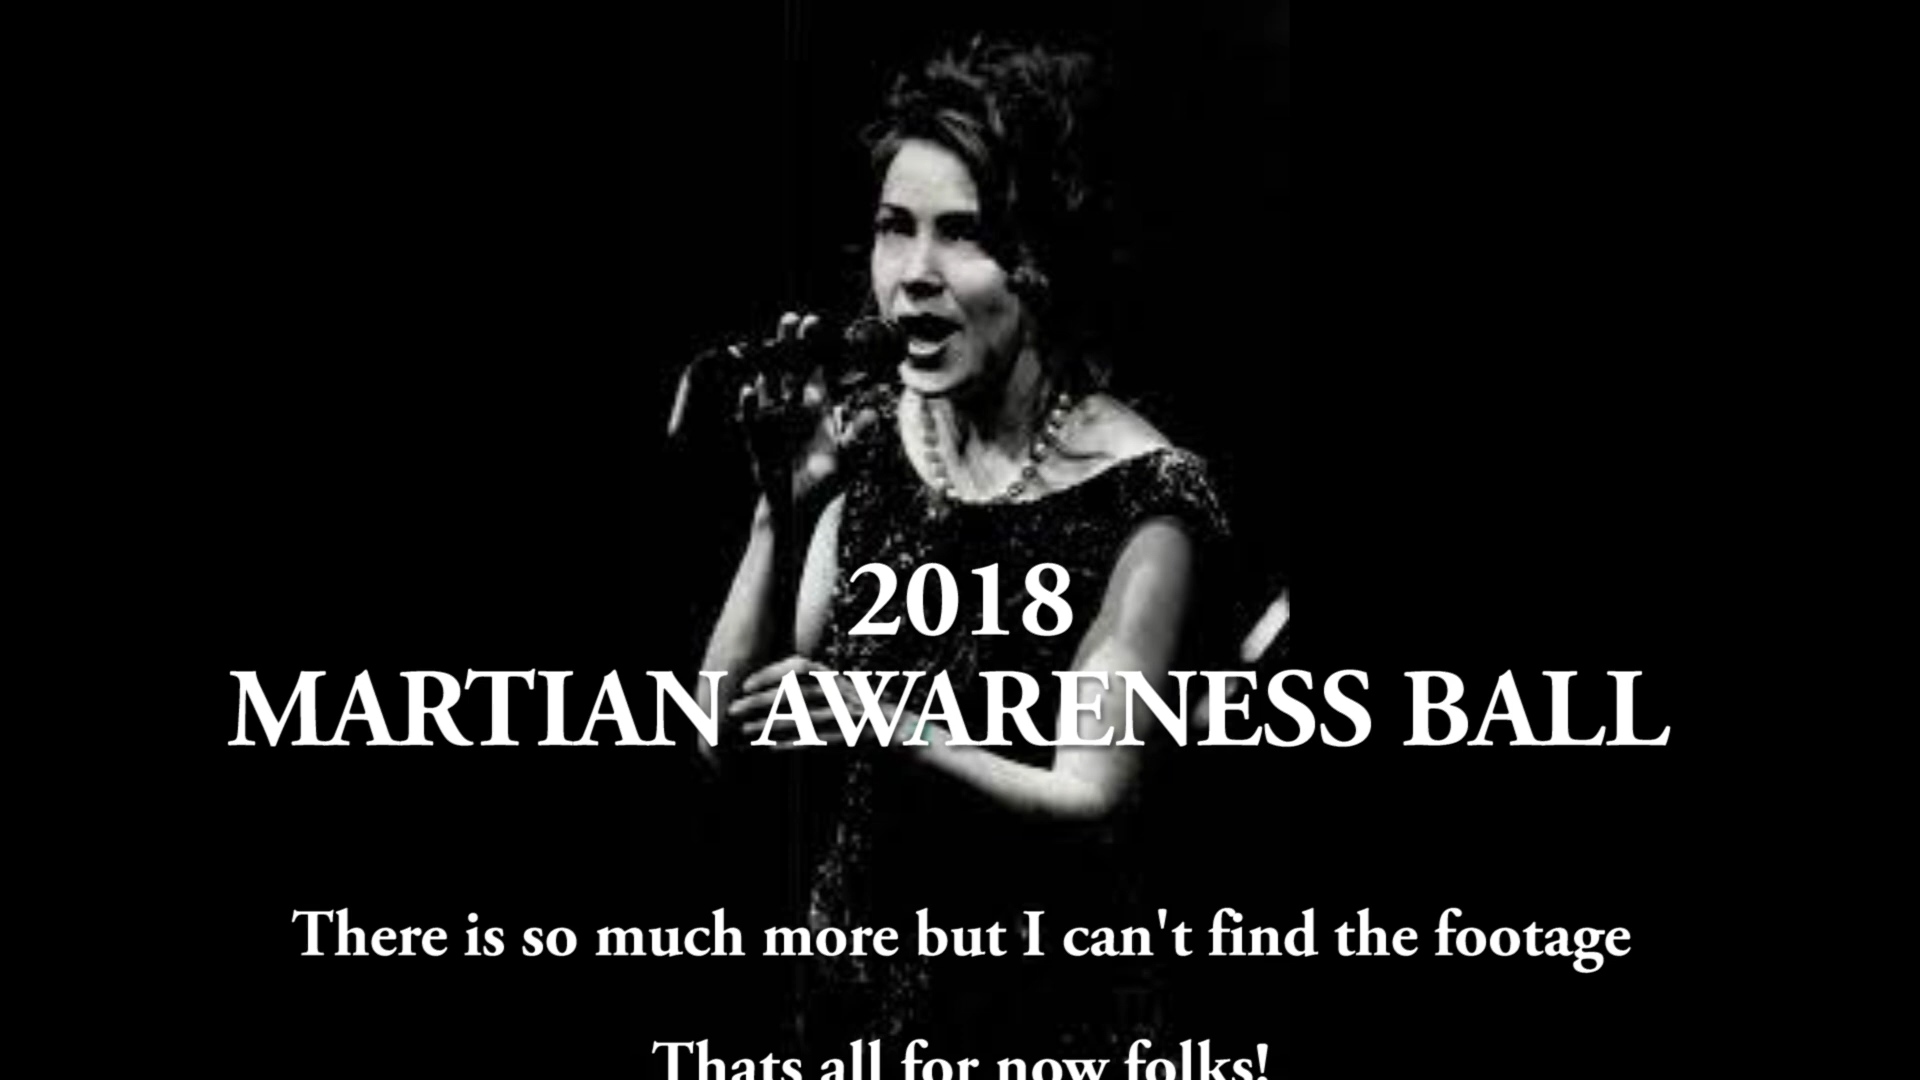 2018
MARTIAN AWARENESS BALL
There is so much more but I can't find the footage
Thats all for now folks!